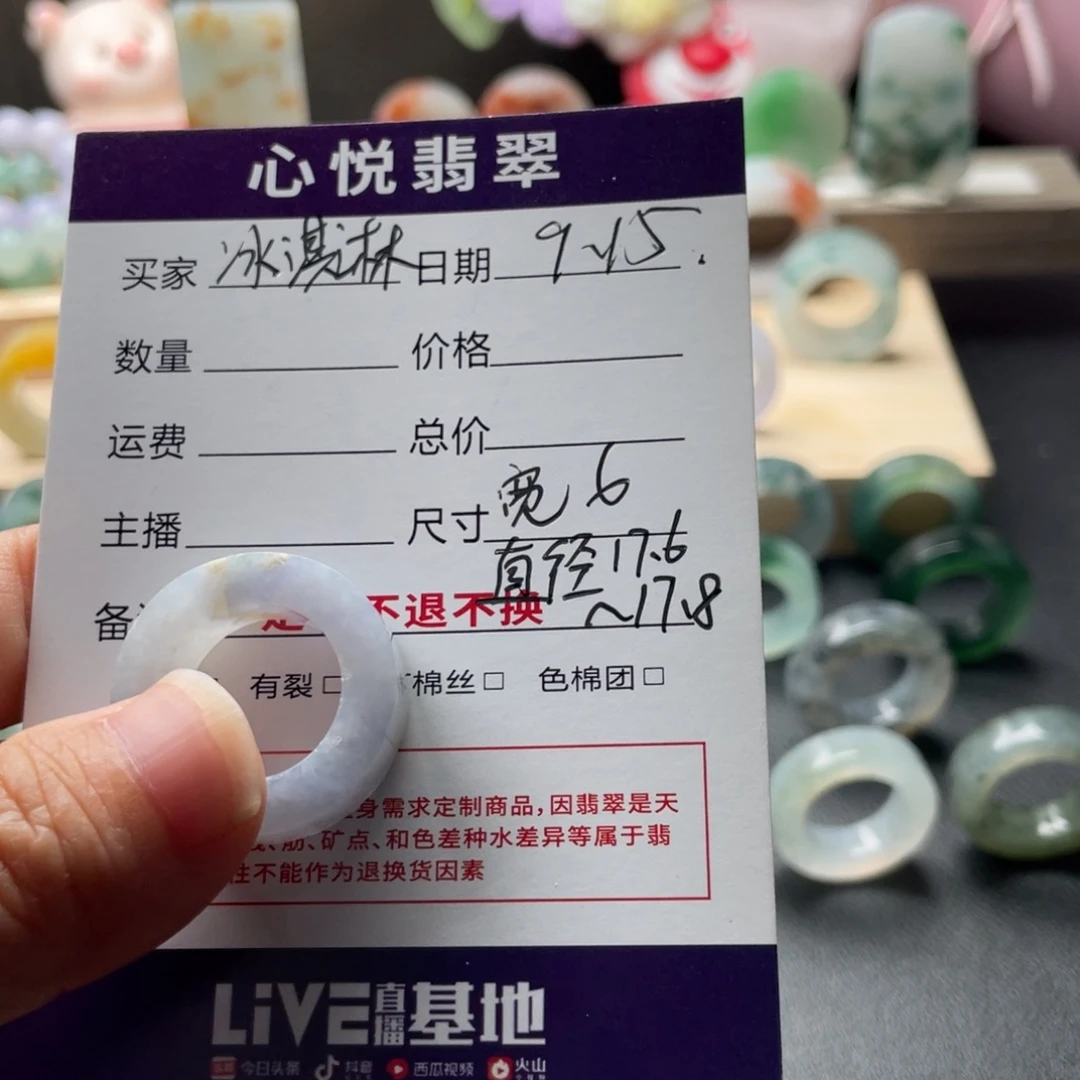 心悦翡翠
买家 冰淇淋 日期 9.15.
数量 价格
运费 总价
主播 尺寸 宽 6
直径 17.6
~17.8
备 不退不换
有裂□ 棉丝□ 色棉团□
身需求定制商品,因翡翠是天
、筋、矿点、和色差种水差异等属于翡
性不能作为退换货因素
LiVE直播基地
今日头条 抖音 西瓜视频 火山